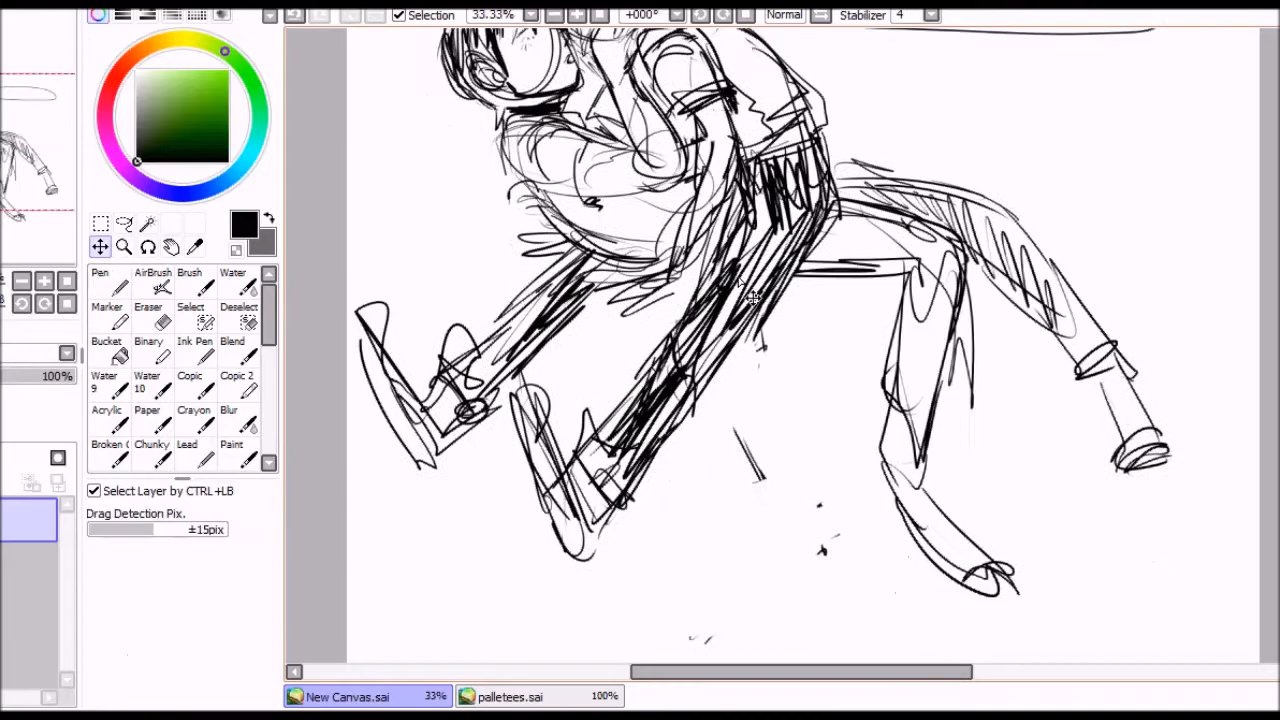 Selection 33.33% +000° Normal Stabilizer 4
Pen AirBrush Brush Water
Marker Eraser Select Deselect
Bucket Binary Ink Pen Blend
Water 9 Water 10 Copic Copic 2
Acrylic Paper Crayon Blur
Broken C Chunky Lead Paint
100%
Select Layer by CTRL+LB
Drag Detection Pix.
±15pix
New Canvas.sai 33% palletees.sai 100%